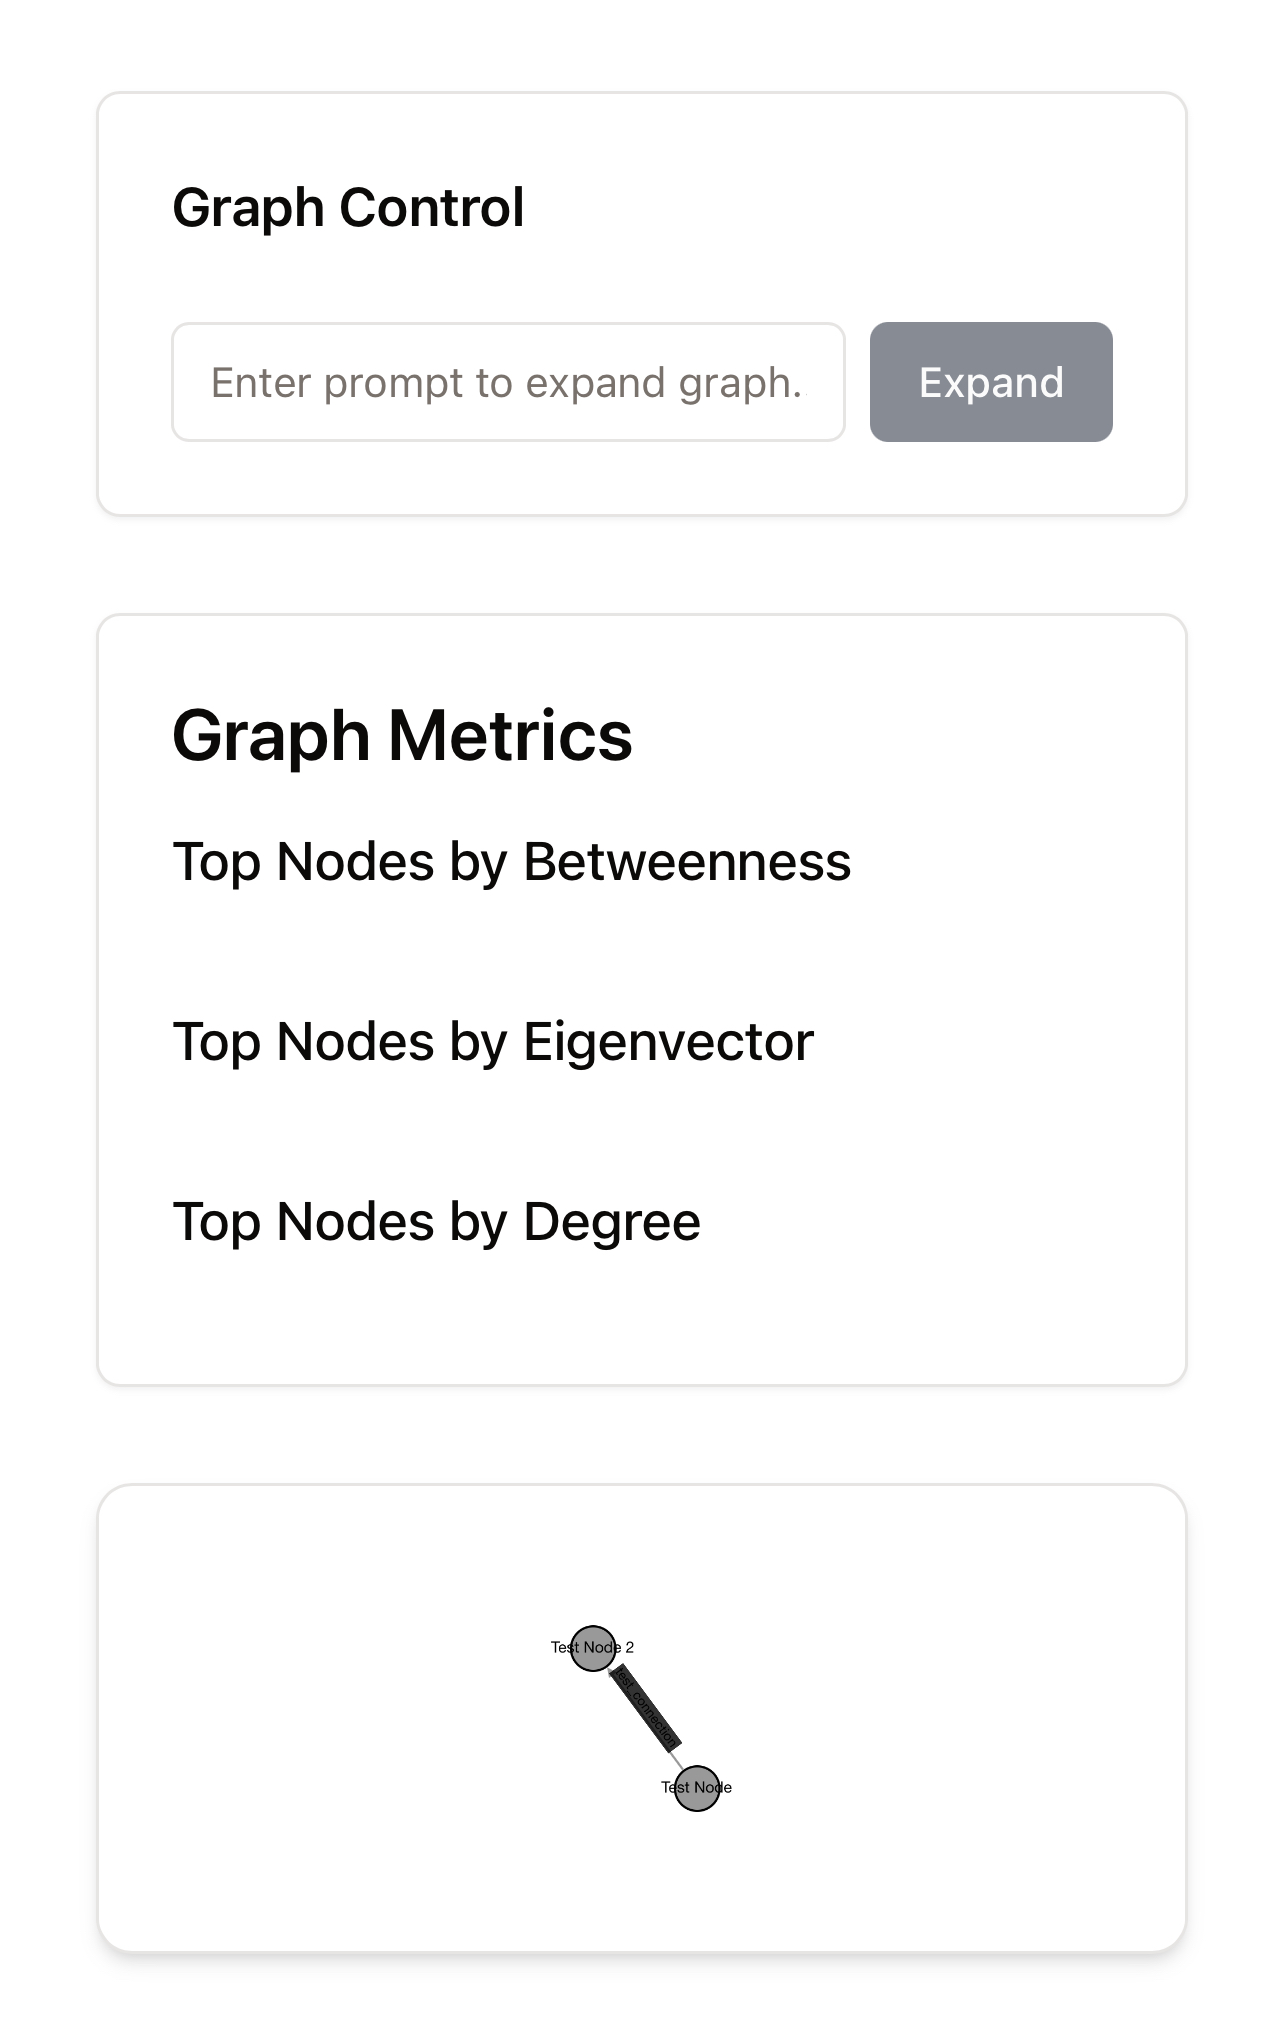 Graph Control
Enter prompt to expand graph.
Expand
Graph Metrics
Top Nodes by Betweenness
Top Nodes by Eigenvector
Top Nodes by Degree
Test Node 2
test_connection
Test Node